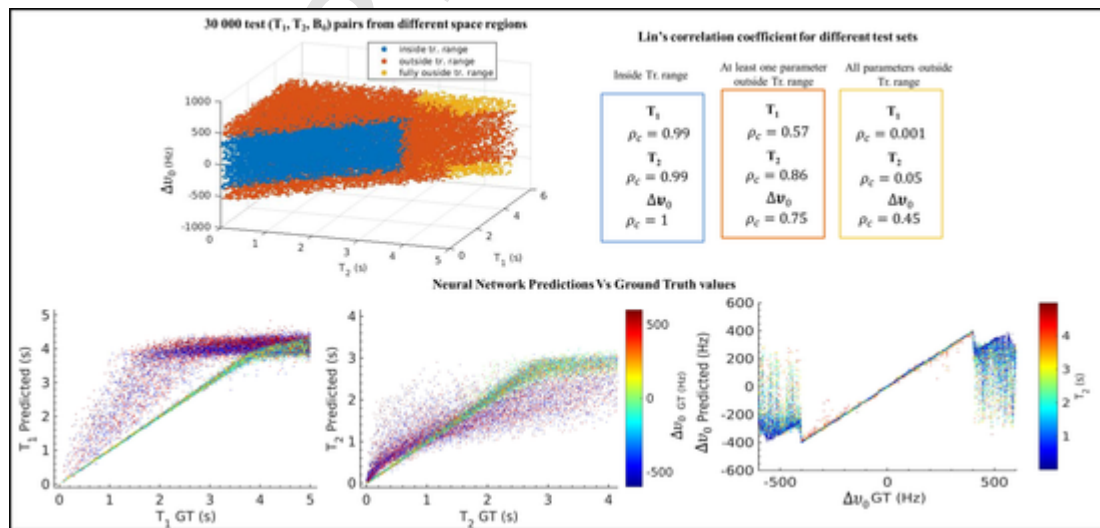 30 000 test (T1, T2, B0) pairs from different space regions
inside tr. range
outside tr. range
fully ouside tr. range
1000
500
0
-500
-1000
Δυ0 (Hz)
0
1
2
3
4
5
T2 (s)
0
2
4
6
T1 (s)
Lin's correlation coefficient for different test sets
Inside Tr. range
T1
ρc = 0.99
T2
ρc = 0.99
Δυ0
ρc = 1
At least one parameter
outside Tr. range
T1
ρc = 0.57
T2
ρc = 0.86
Δυ0
ρc = 0.75
All parameters outside
Tr. range
T1
ρc = 0.001
T2
ρc = 0.05
Δυ0
ρc = 0.45
Neural Network Predictions Vs Ground Truth values
5
4
3
2
1
0
T1 Predicted (s)
0
1
2
3
4
5
T1 GT (s)
4
3
2
1
0
T2 Predicted (s)
0
1
2
3
4
T2 GT (s)
500
0
-500
Δυ0 GT (Hz)
600
400
200
0
-200
-400
-600
Δυ0 Predicted (Hz)
-500
0
500
Δυ0 GT (Hz)
4
3
2
1
T2 (s)